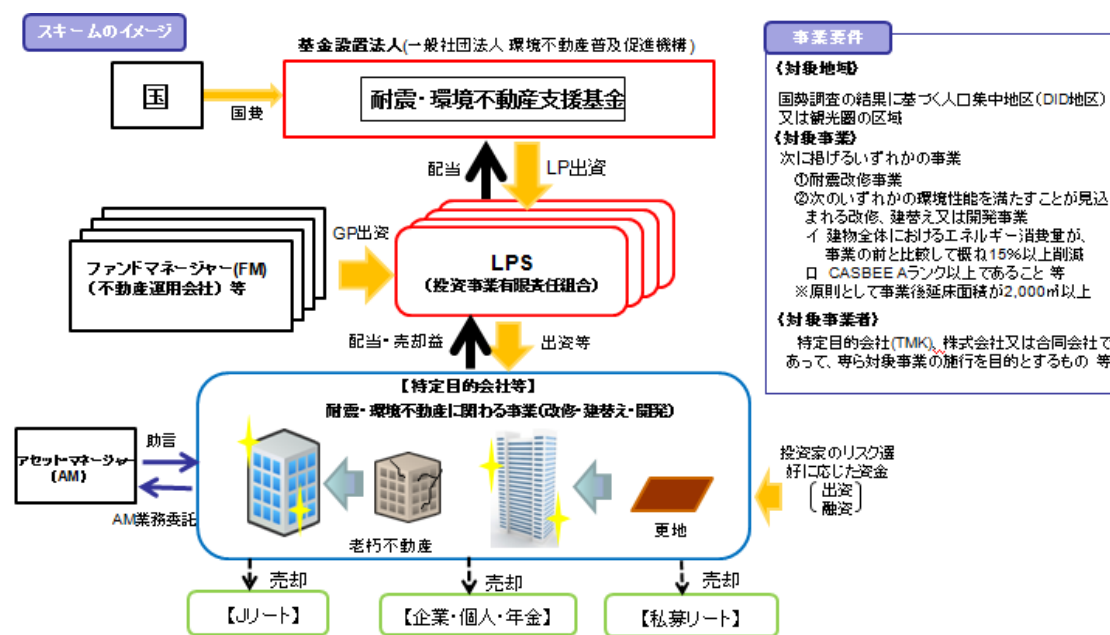 スキームのイメージ
基金設置法人(一般社団法人 環境不動産普及促進機構)
国
国費
耐震・環境不動産支援基金
配当
LP出資
GP出資
ファンドマネージャー(FM)
(不動産運用会社) 等
LPS
(投資事業有限責任組合)
配当・売却益
出資等
【特定目的会社等】
耐震・環境不動産に関わる事業(改修・建替え・開発)
アセットマネージャー
(AM)
助言
AM業務委託
老朽不動産
更地
投資家のリスク選
好に応じた資金
出資
融資
売却
売却
売却
【Jリート】
【企業・個人・年金】
【私募リート】
事業要件
《対象地域》
国勢調査の結果に基づく人口集中地区(DID地区)
又は観光圏の区域
《対象事業》
次に掲げるいずれかの事業
①耐震改修事業
②次のいずれかの環境性能を満たすことが見込
まれる改修、建替え又は開発事業
イ 建物全体におけるエネルギー消費量が、
事業の前と比較して概ね15%以上削減
ロ CASBEE Aランク以上であること 等
※原則として事業後延床面積が2,000㎡以上
《対象事業者》
特定目的会社(TMK)、株式会社又は合同会社で
あって、専ら対象事業の施行を目的とするもの 等